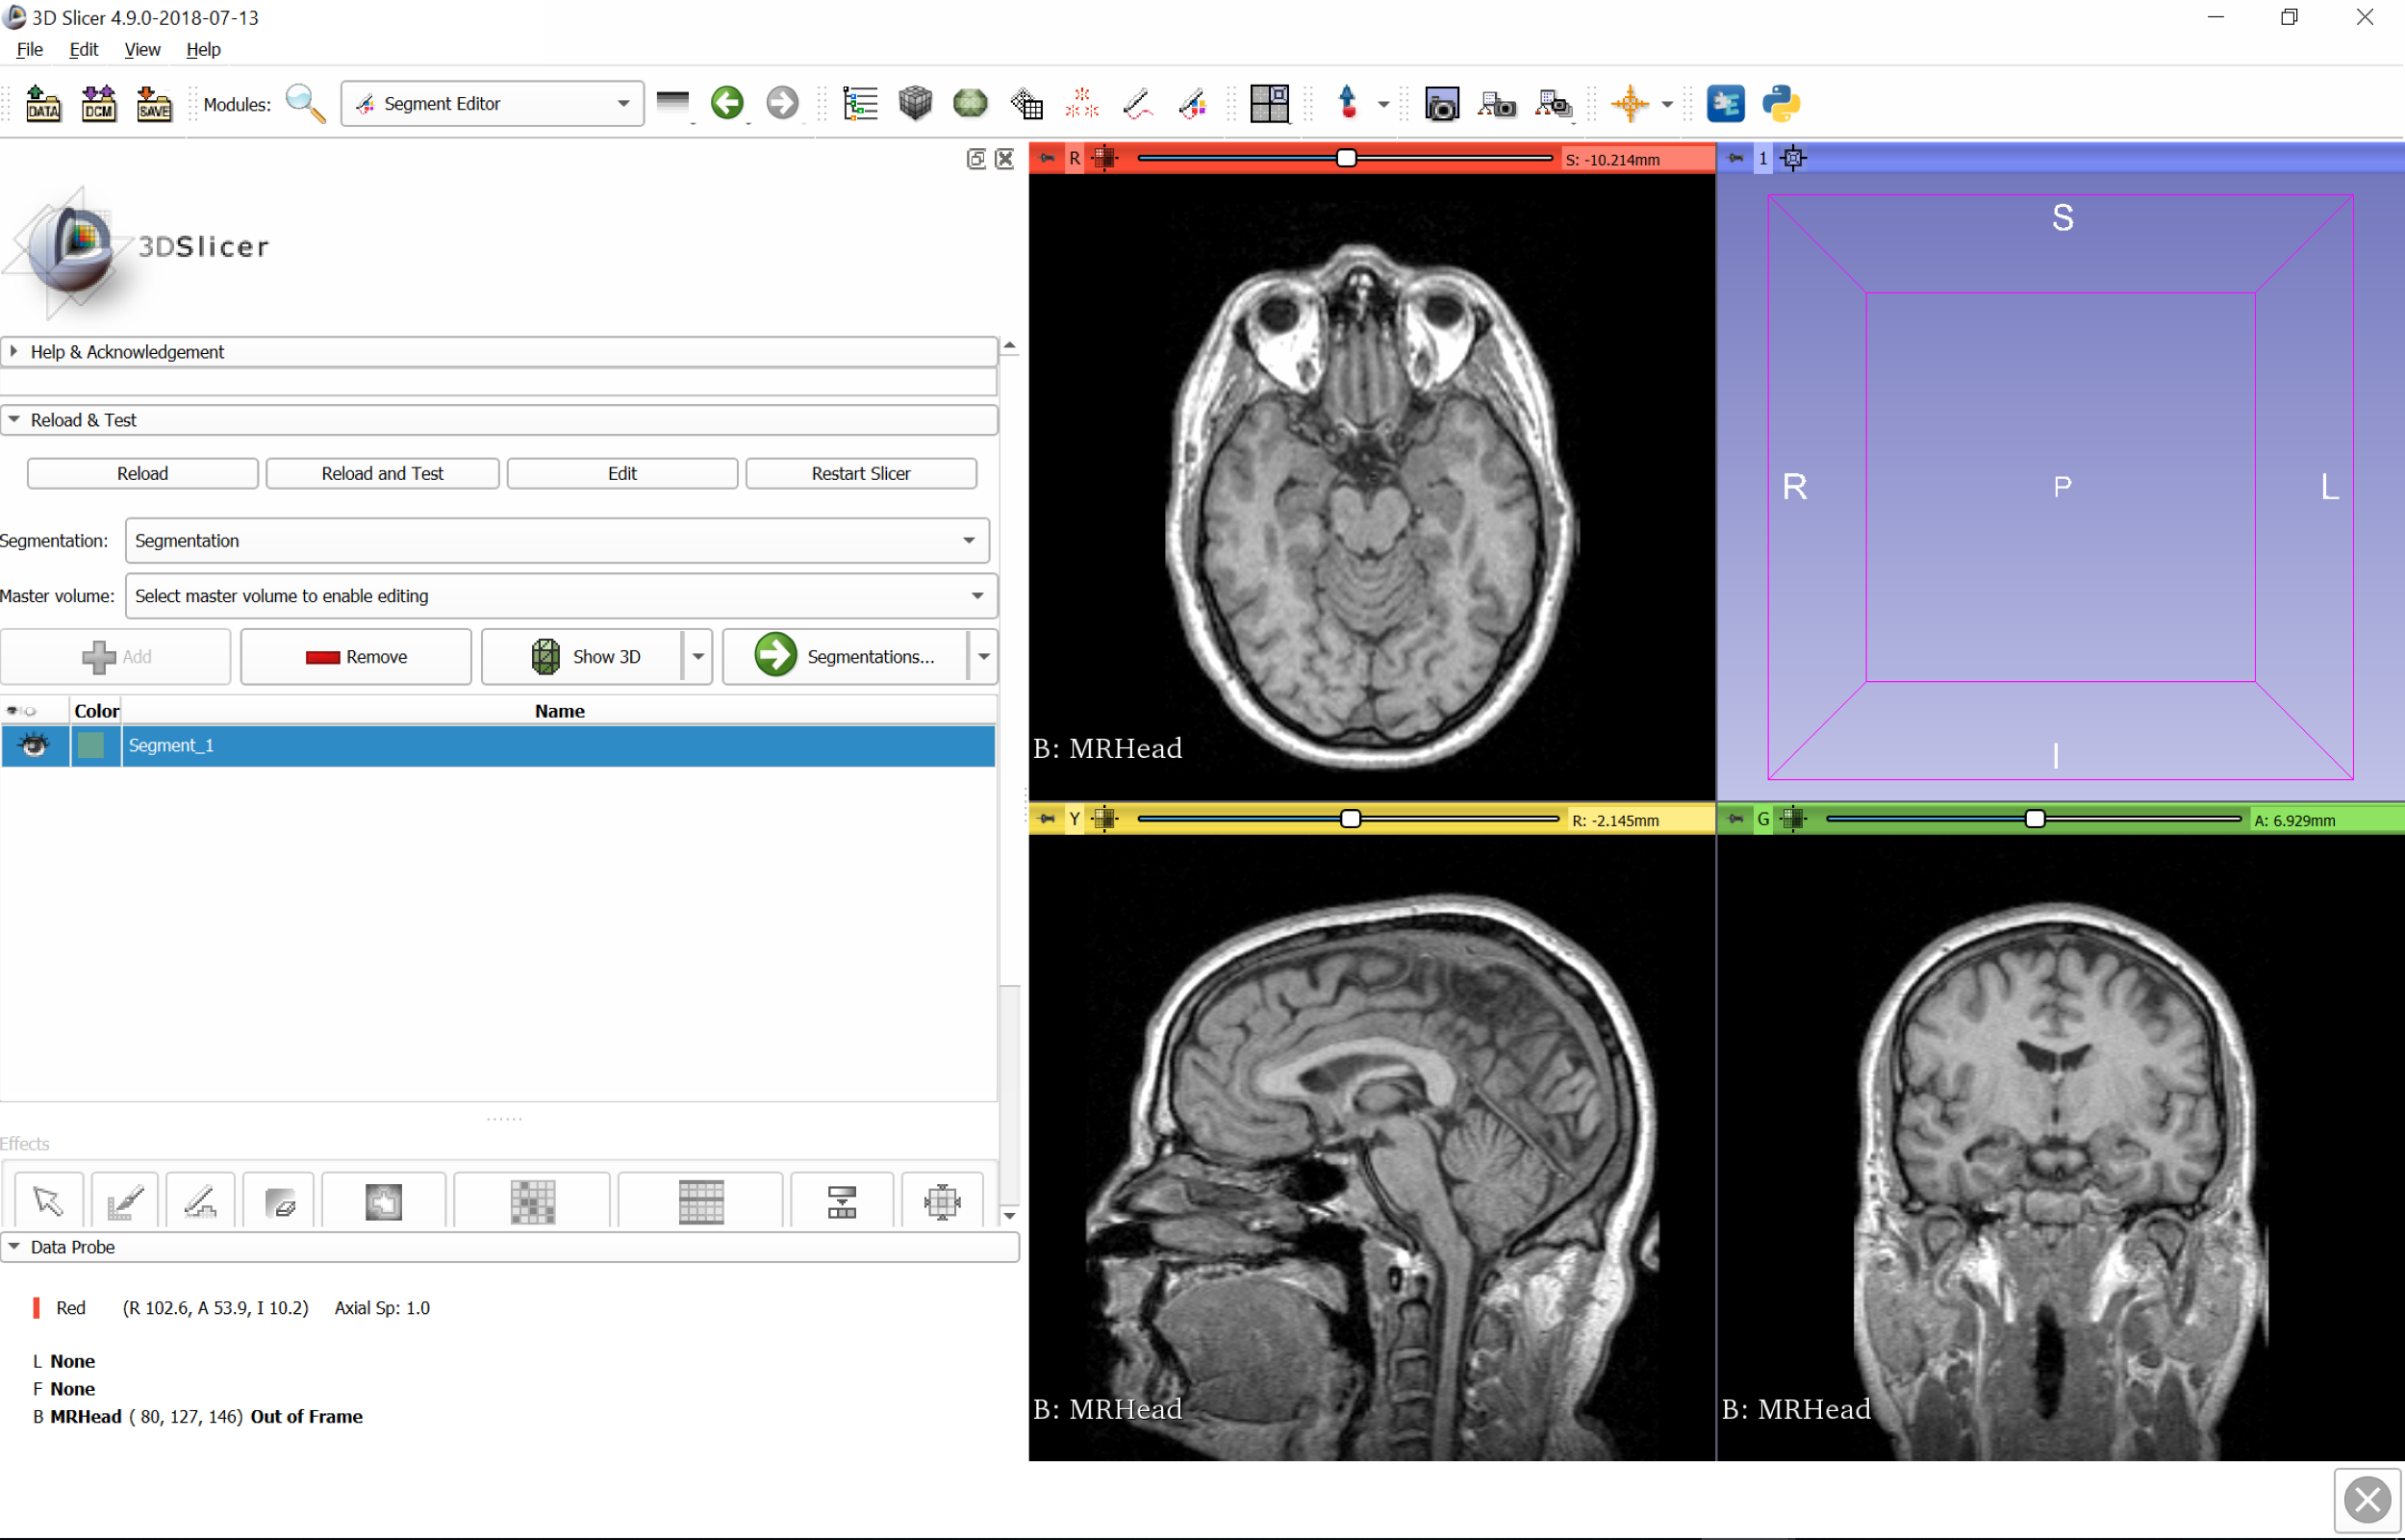 3D Slicer 4.9.0-2018-07-13
File Edit View Help
DATA DCM SAVE Modules: Segment Editor
3DSlicer
Help & Acknowledgement
Reload & Test
Reload Reload and Test Edit Restart Slicer
Segmentation: Segmentation
Master volume: Select master volume to enable editing
Add Remove Show 3D Segmentations...
Color Name
Segment_1
Effects
Data Probe
Red (R 102.6, A 53.9, I 10.2) Axial Sp: 1.0
L None
F None
B MRHead ( 80, 127, 146) Out of Frame
R S: -10.214mm
B: MRHead
1
S
R P L
I
Y R: -2.145mm
B: MRHead
G A: 6.929mm
B: MRHead